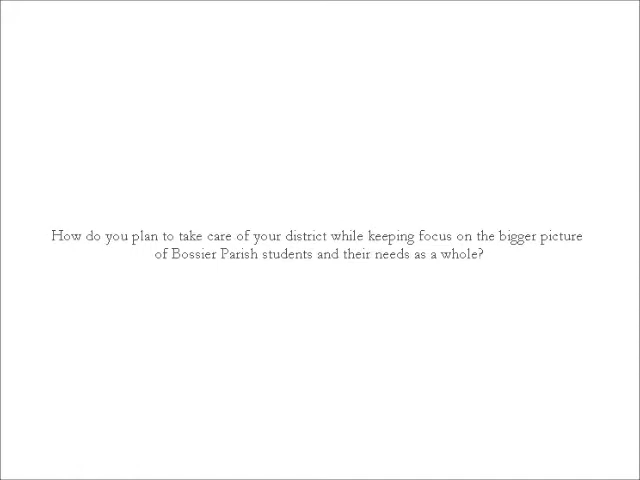 How do you plan to take care of your district while keeping focus on the bigger picture
of Bossier Parish students and their needs as a whole?